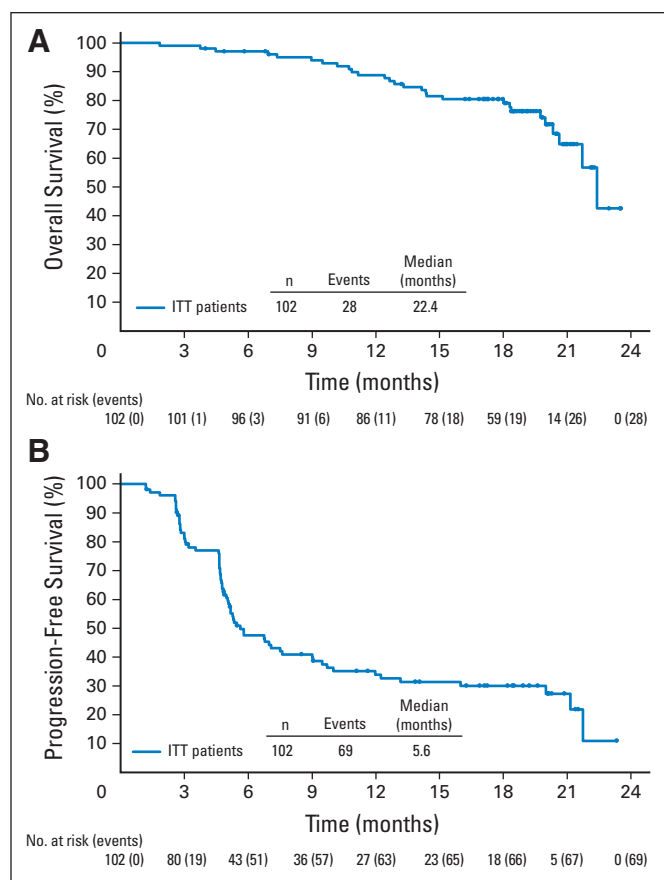 A
Overall Survival (%)
100
90
80
70
60
50
40
30
20
10
0
3
6
9
12
15
18
21
24
Time (months)
n Events Median (months)
ITT patients 102 28 22.4
No. at risk (events)
102 (0) 101 (1) 96 (3) 91 (6) 86 (11) 78 (18) 59 (19) 14 (26) 0 (28)
B
Progression-Free Survival (%)
100
90
80
70
60
50
40
30
20
10
0
3
6
9
12
15
18
21
24
Time (months)
n Events Median (months)
ITT patients 102 69 5.6
No. at risk (events)
102 (0) 80 (19) 43 (51) 36 (57) 27 (63) 23 (65) 18 (66) 5 (67) 0 (69)